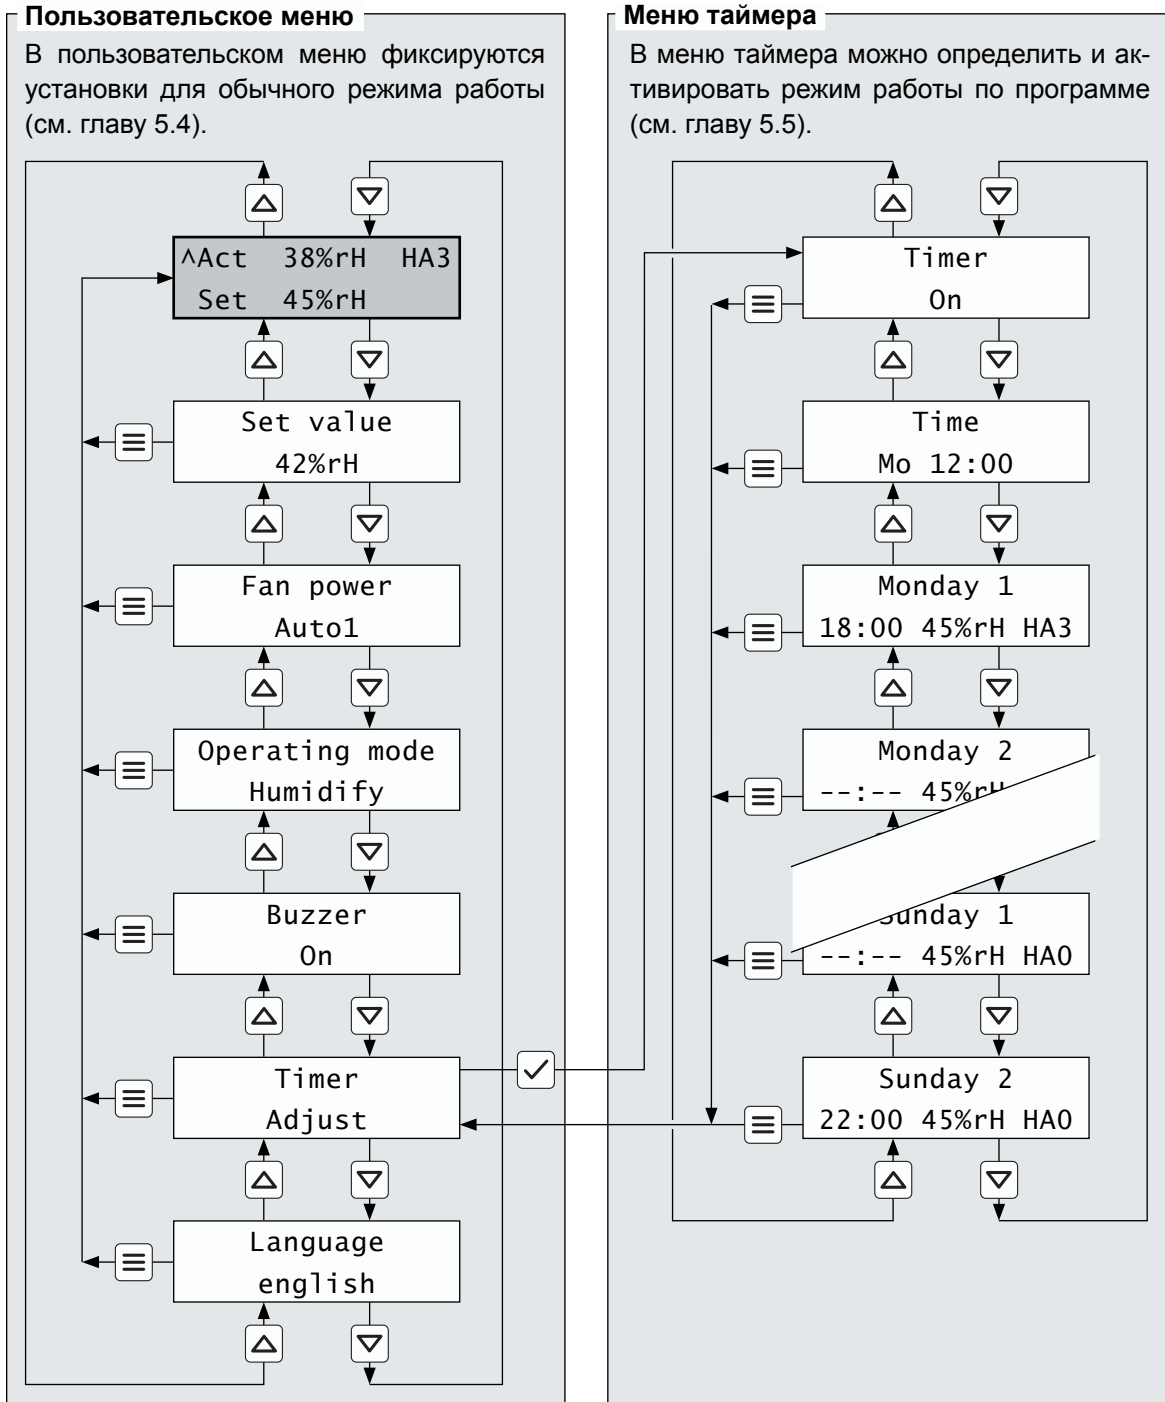 Пользовательское меню
В пользовательском меню фиксируются
установки для обычного режима работы
(см. главу 5.4).
^Act 38%rH HA3
Set 45%rH
Set value
42%rH
Fan power
Auto1
Operating mode
Humidify
Buzzer
On
Timer
Adjust
Language
english
Меню таймера
В меню таймера можно определить и ак-
тивировать режим работы по программе
(см. главу 5.5).
Timer
On
Time
Mo 12:00
Monday 1
18:00 45%rH HA3
Monday 2
--:-- 45%rH
Sunday 1
--:-- 45%rH HA0
Sunday 2
22:00 45%rH HA0